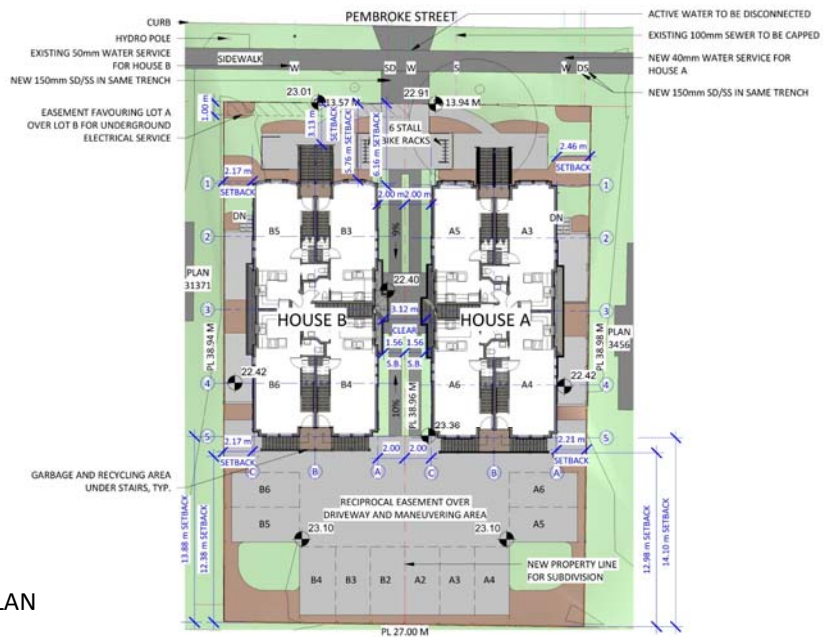 PEMBROKE STREET
CURB
HYDRO POLE
EXISTING 50mm WATER SERVICE
FOR HOUSE B
SIDEWALK
NEW 150mm SD/SS IN SAME TRENCH
ACTIVE WATER TO BE DISCONNECTED
EXISTING 100mm SEWER TO BE CAPPED
NEW 40mm WATER SERVICE FOR
HOUSE A
NEW 150mm SD/SS IN SAME TRENCH
W
SD
W
S
W
DS
23.01
13.57 M
22.91
13.94 M
1.00 m
EASEMENT FAVOURING LOT A
OVER LOT B FOR UNDERGROUND
ELECTRICAL SERVICE
3.13 m
SETBACK
5.76 m SETBACK
6.16 m SETBACK
6 STALL
BIKE RACKS
2.17 m
SETBACK
2.46 m
SETBACK
2.00 m
2.00 m
1
1
DN
DN
B5
B3
A5
A3
9%
2
2
PLAN
31371
22.40
3
3
3.12 m
HOUSE B
HOUSE A
CLEAR
1.56
1.56
S.B.
S.B.
PLAN
3456
PL 38.94 M
PL 38.98 M
PL 38.96 M
B6
B4
A6
A4
4
4
22.42
22.42
10%
23.36
5
5
2.17 m
SETBACK
2.00
2.00
2.21 m
SETBACK
C
B
A
C
B
A
GARBAGE AND RECYCLING AREA
UNDER STAIRS, TYP.
B6
B5
A6
A5
RECIPROCAL EASEMENT OVER
DRIVEWAY AND MANEUVERING AREA
13.88 m SETBACK
12.38 m SETBACK
12.98 m SETBACK
14.10 m SETBACK
23.10
23.10
NEW PROPERTY LINE
FOR SUBDIVISION
B4
B3
B2
A2
A3
A4
LAN
PL 27.00 M